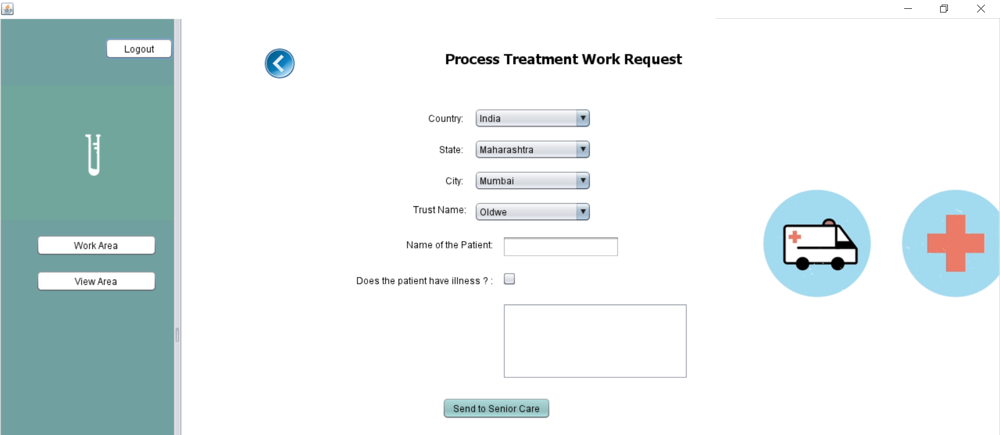 Logout
Process Treatment Work Request
Country: India
State: Maharashtra
City: Mumbai
Trust Name: Oldwe
Name of the Patient:
Does the patient have illness ? :
Work Area
View Area
Send to Senior Care